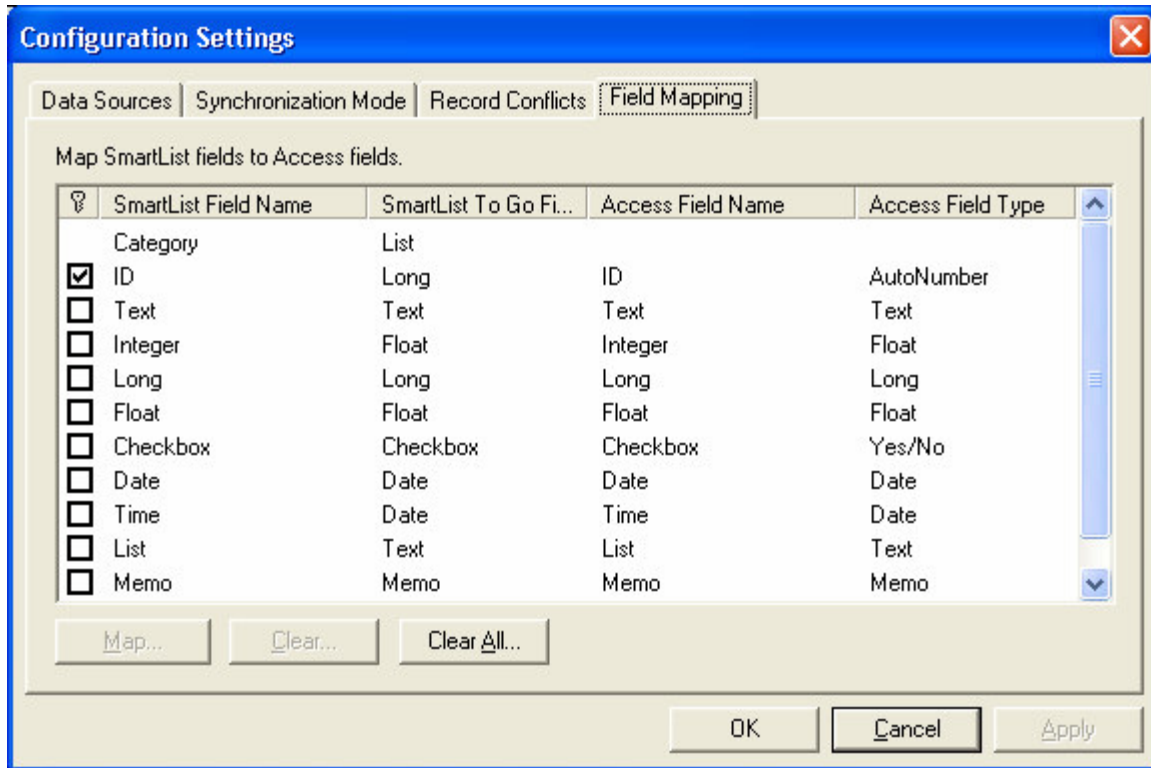 Configuration Settings
Data Sources Synchronization Mode Record Conflicts Field Mapping
Map SmartList fields to Access fields.
SmartList Field Name SmartList To Go Fi... Access Field Name Access Field Type
Category List
ID Long ID AutoNumber
Text Text Text Text
Integer Float Integer Float
Long Long Long Long
Float Float Float Float
Checkbox Checkbox Checkbox Yes/No
Date Date Date Date
Time Date Time Date
List Text List Text
Memo Memo Memo Memo
Map... Clear... Clear All...
OK Cancel Apply